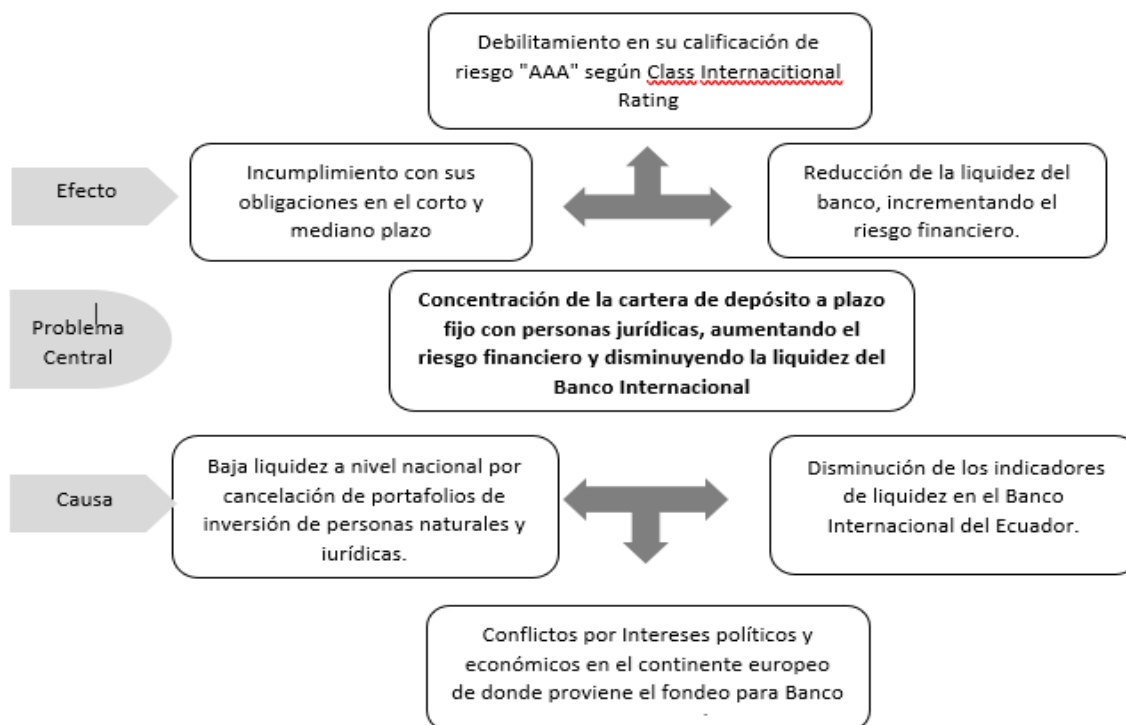 Debilitamiento en su calificación de
riesgo "AAA" según Class Internacitional
Rating
Efecto
Incumplimiento con sus
obligaciones en el corto y
mediano plazo
Reducción de la liquidez del
banco, incrementando el
riesgo financiero.
Problema
Central
Concentración de la cartera de depósito a plazo
fijo con personas jurídicas, aumentando el
riesgo financiero y disminuyendo la liquidez del
Banco Internacional
Causa
Baja liquidez a nivel nacional por
cancelación de portafolios de
inversión de personas naturales y
jurídicas.
Disminución de los indicadores
de liquidez en el Banco
Internacional del Ecuador.
Conflictos por Intereses políticos y
económicos en el continente europeo
de donde proviene el fondeo para Banco